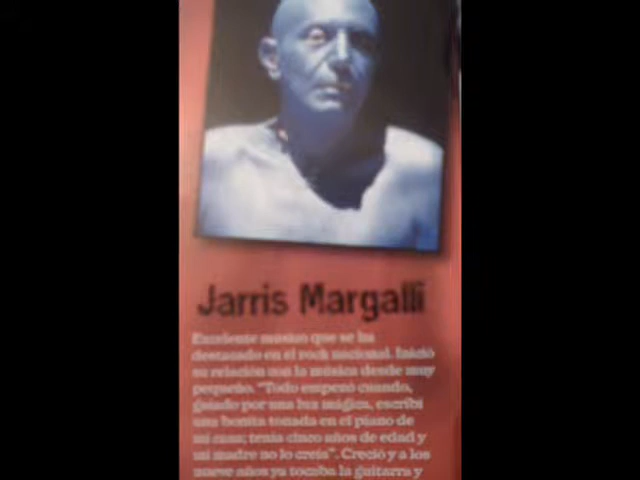 Jarris Margalli
Excelente músico que se ha
destacado en el rock nacional. Inició
su relación con la música desde muy
pequeño. "Todo empezó cuando,
guiado por una luz mágica, escribí
una bonita tonada en el piano de
mi casa; tenía cinco años de edad y
mi madre no lo creía". Creció y a los
nueve años ya tocaba la guitarra y